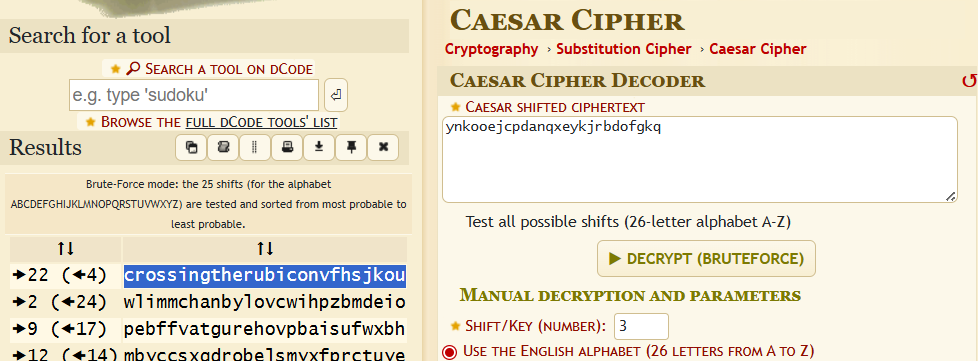 Search for a tool
SEARCH A TOOL ON DCODE
e.g. type 'sudoku'
BROWSE THE FULL DCODE TOOLS' LIST
Results
Brute-Force mode: the 25 shifts (for the alphabet
ABCDEFGHIJKLMNOPQRSTUVWXYZ) are tested and sorted from most probable to
least probable.
↑↓ ↑↓
➔22 (🡰4) crossingtherubiconvfhsjkou
➔2 (🡰24) wlimmchanbylovcwihpzbmdeio
➔9 (🡰17) pebffvatgurehovpbaisufwxbh
➔12 (🡰14) mbyccsxqdrobelsmyxfprctuye
CAESAR CIPHER
Cryptography › Substitution Cipher › Caesar Cipher
CAESAR CIPHER DECODER
CAESAR SHIFTED CIPHERTEXT
ynkooejcpdanqxeykjrbdofgkq
Test all possible shifts (26-letter alphabet A-Z)
▶ DECRYPT (BRUTEFORCE)
MANUAL DECRYPTION AND PARAMETERS
SHIFT/KEY (NUMBER): 3
USE THE ENGLISH ALPHABET (26 LETTERS FROM A TO Z)